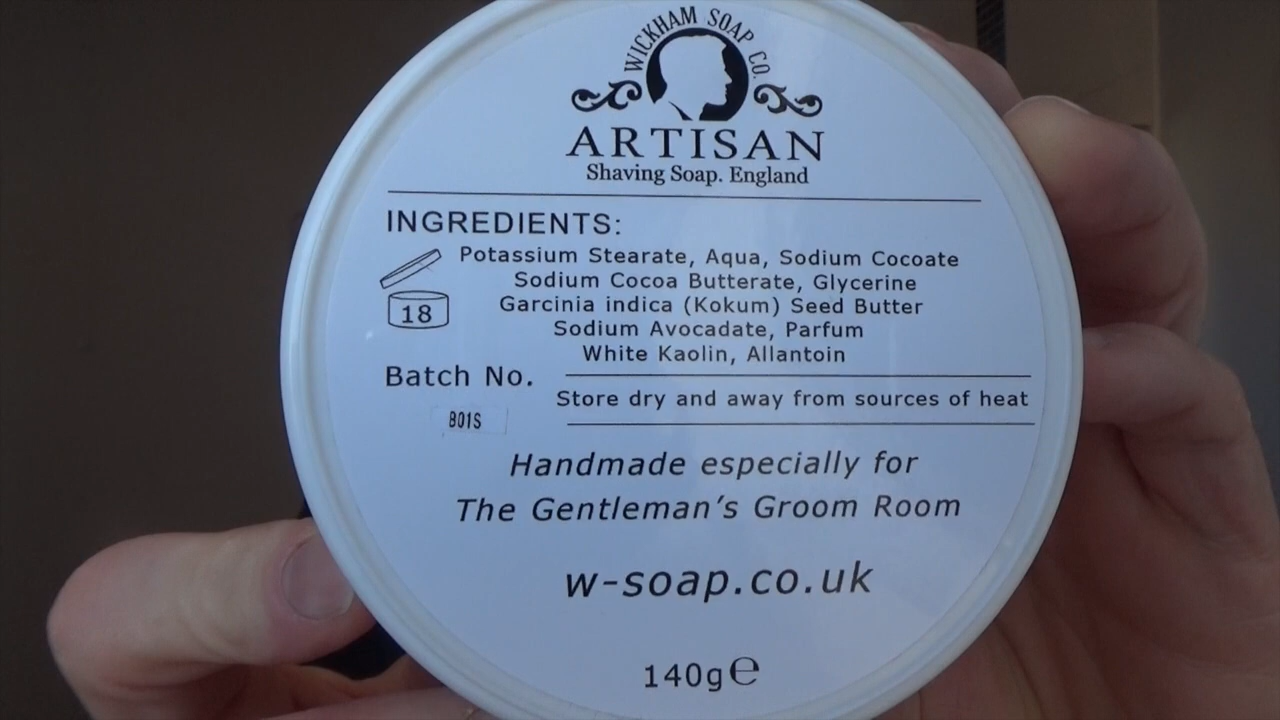 WICKHAM SOAP CO.
ARTISAN
Shaving Soap. England
INGREDIENTS:
Potassium Stearate, Aqua, Sodium Cocoate
Sodium Cocoa Butterate, Glycerine
18
Garcinia indica (Kokum) Seed Butter
Sodium Avocadate, Parfum
White Kaolin, Allantoin
Batch No.
Store dry and away from sources of heat
801S
Handmade especially for
The Gentleman's Groom Room
w-soap.co.uk
140g℮